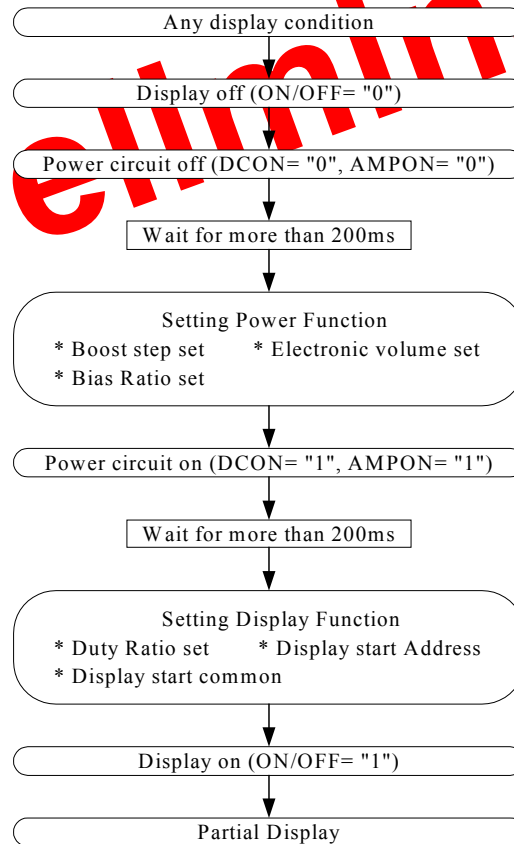 Any display condition
Display off (ON/OFF= "0")
Power circuit off (DCON= "0", AMPON= "0")
Wait for more than 200ms
Setting Power Function
* Boost step set * Electronic volume set
* Bias Ratio set
Power circuit on (DCON= "1", AMPON= "1")
Wait for more than 200ms
Setting Display Function
* Duty Ratio set * Display start Address
* Display start common
Display on (ON/OFF= "1")
Partial Display
elimin